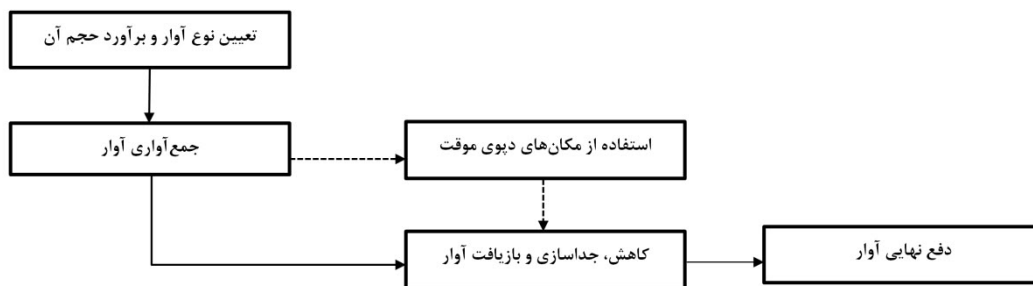 تعیین نوع آوار و برآورد حجم آن
جمع‌آواری آوار
استفاده از مکان‌های دپوی موقت
کاهش، جداسازی و بازیافت آوار
دفع نهایی آوار